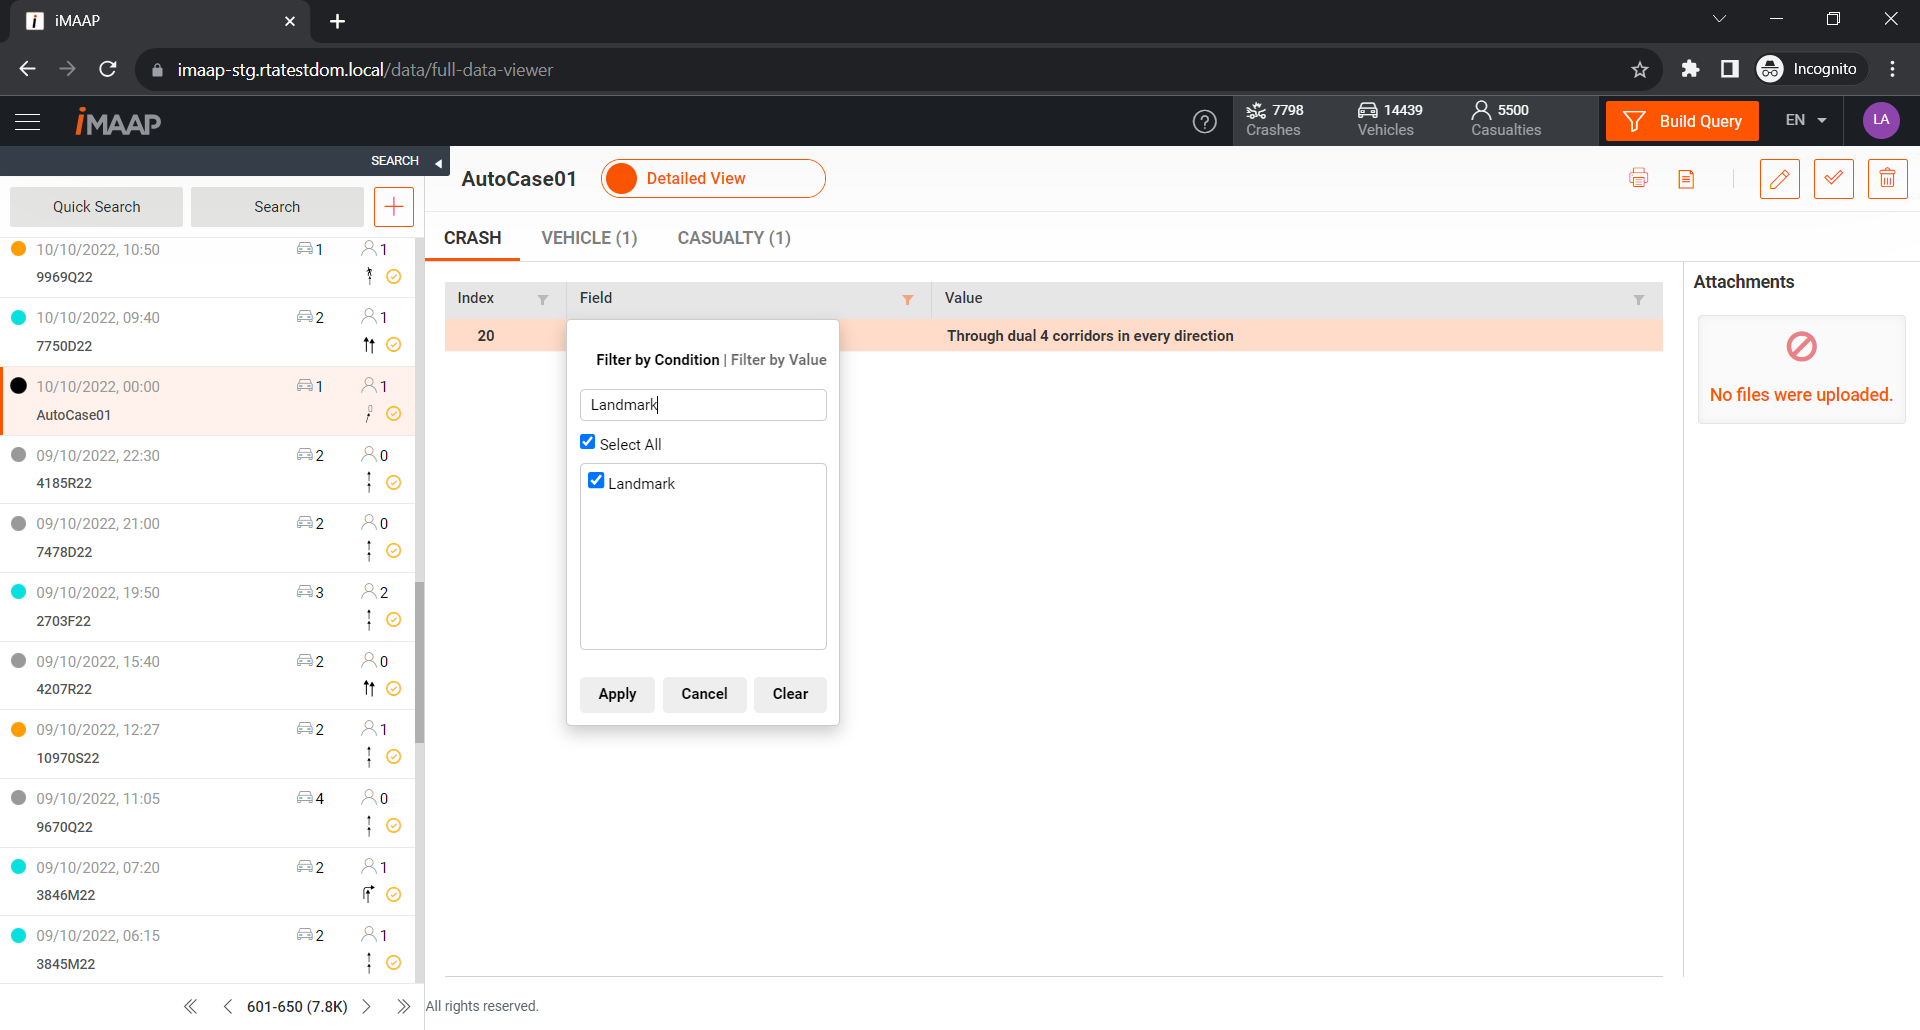 iMAAP
imaap-stg.rtatestdom.local/data/full-data-viewer
Incognito
iMAAP
7798
Crashes
14439
Vehicles
5500
Casualties
Build Query
EN
LA
SEARCH
Quick Search
Search
AutoCase01
Detailed View
CRASH
VEHICLE (1)
CASUALTY (1)
10/10/2022, 10:50 1 1
9969Q22
10/10/2022, 09:40 2 1
7750D22
10/10/2022, 00:00 1 1
AutoCase01
09/10/2022, 22:30 2 0
4185R22
09/10/2022, 21:00 2 0
7478D22
09/10/2022, 19:50 3 2
2703F22
09/10/2022, 15:40 2 0
4207R22
09/10/2022, 12:27 2 1
10970S22
09/10/2022, 11:05 4 0
9670Q22
09/10/2022, 07:20 2 1
3846M22
09/10/2022, 06:15 2 1
3845M22
601-650 (7.8K)
Index Field Value
20 Through dual 4 corridors in every direction
Filter by Condition | Filter by Value
Landmark
Select All
Landmark
Apply Cancel Clear
Attachments
No files were uploaded.
All rights reserved.